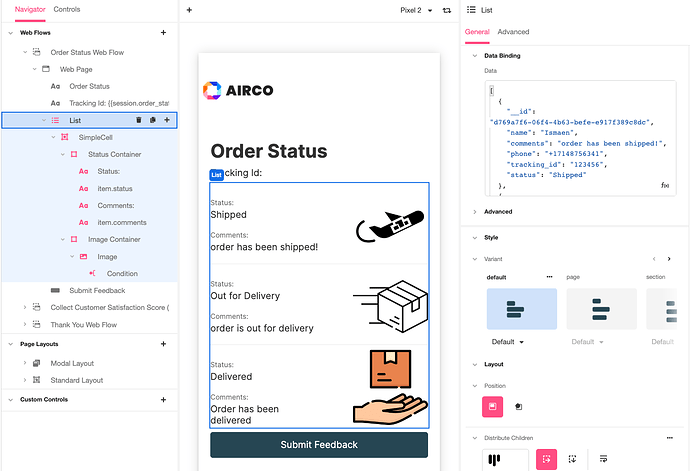 Navigator Controls
Web Flows
Order Status Web Flow
Web Page
Aa Order Status
Aa Tracking Id: {{session.order_sta
List
SimpleCell
Status Container
Aa Status:
Aa item.status
Aa Comments:
Aa item.comments
Image Container
Image
Condition
Submit Feedback
Collect Customer Satisfaction Score (
Thank You Web Flow
Page Layouts
Modal Layout
Standard Layout
Custom Controls
Pixel 2
AIRCO
Order Status
List
cking Id:
Status:
Shipped
Comments:
order has been shipped!
Status:
Out for Delivery
Comments:
order is out for delivery
Status:
Delivered
Comments:
Order has been
delivered
Submit Feedback
List
General Advanced
Data Binding
Data
[
{
"__id":
"d769a7f6-06f4-4b63-befe-e917f389c8dc",
"name": "Ismaen",
"comments": "order has been shipped!",
"phone": "+17148756341",
"tracking_id": "123456",
"status": "Shipped"
},
f(x)
Advanced
Style
Variant
default page section
Default Default Default
Layout
Position
Distribute Children